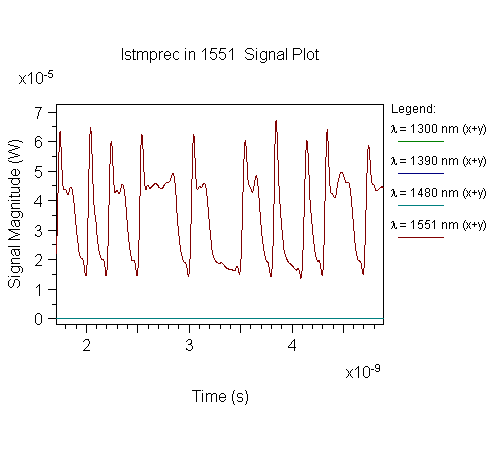 lstmprec in 1551 Signal Plot
x10-5
7
6
5
4
3
2
1
0
Signal Magnitude (W)
2
3
4
x10-9
Time (s)
Legend:
λ = 1300 nm (x+y)
λ = 1390 nm (x+y)
λ = 1480 nm (x+y)
λ = 1551 nm (x+y)